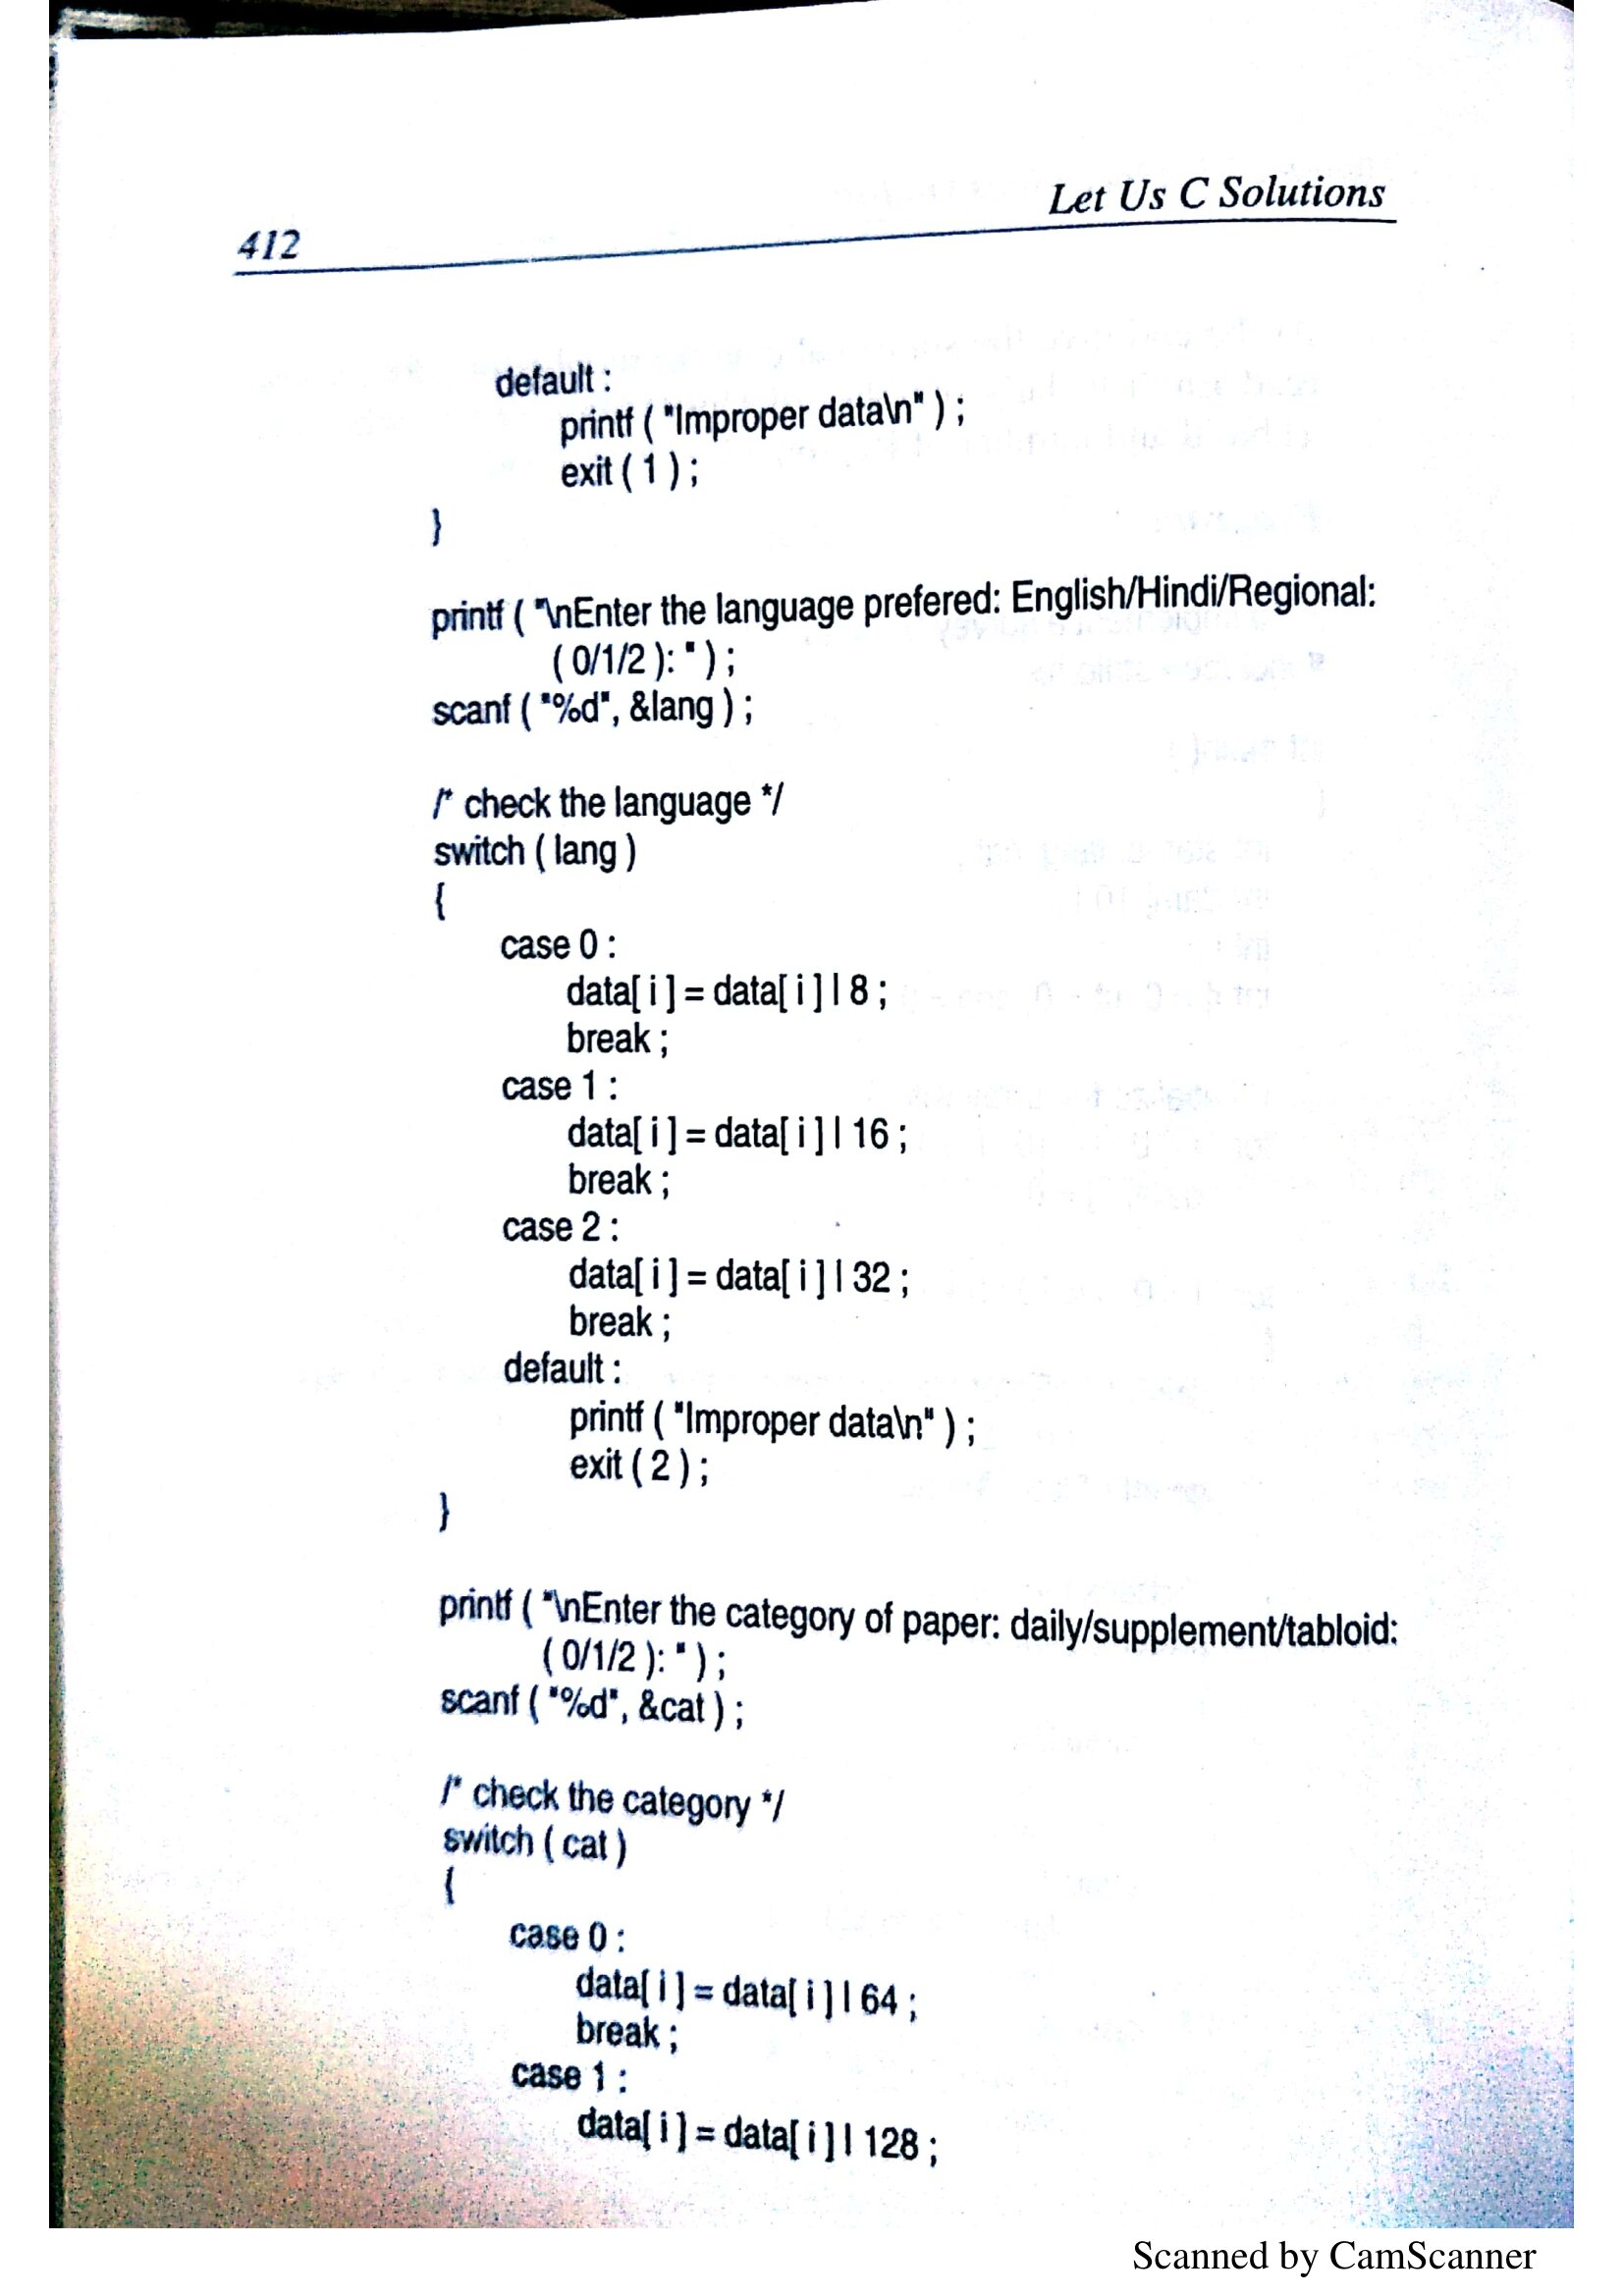 Let Us C Solutions
412
default :
printf ( "Improper data\n" ) ;
exit ( 1 ) ;
}
printf ( "\nEnter the language prefered: English/Hindi/Regional:
( 0/1/2 ): " ) ;
scanf ( "%d", &lang ) ;
/* check the language */
switch ( lang )
{
case 0 :
data[ i ] = data[ i ] | 8 ;
break ;
case 1 :
data[ i ] = data[ i ] | 16 ;
break ;
case 2 :
data[ i ] = data[ i ] | 32 ;
break ;
default :
printf ( "Improper data\n" ) ;
exit ( 2 ) ;
}
printf ( "\nEnter the category of paper: daily/supplement/tabloid:
( 0/1/2 ): " ) ;
scanf ( "%d", &cat ) ;
/* check the category */
switch ( cat )
{
case 0 :
data[ i ] = data[ i ] | 64 ;
break ;
case 1 :
data[ i ] = data[ i ] | 128 ;
Scanned by CamScanner